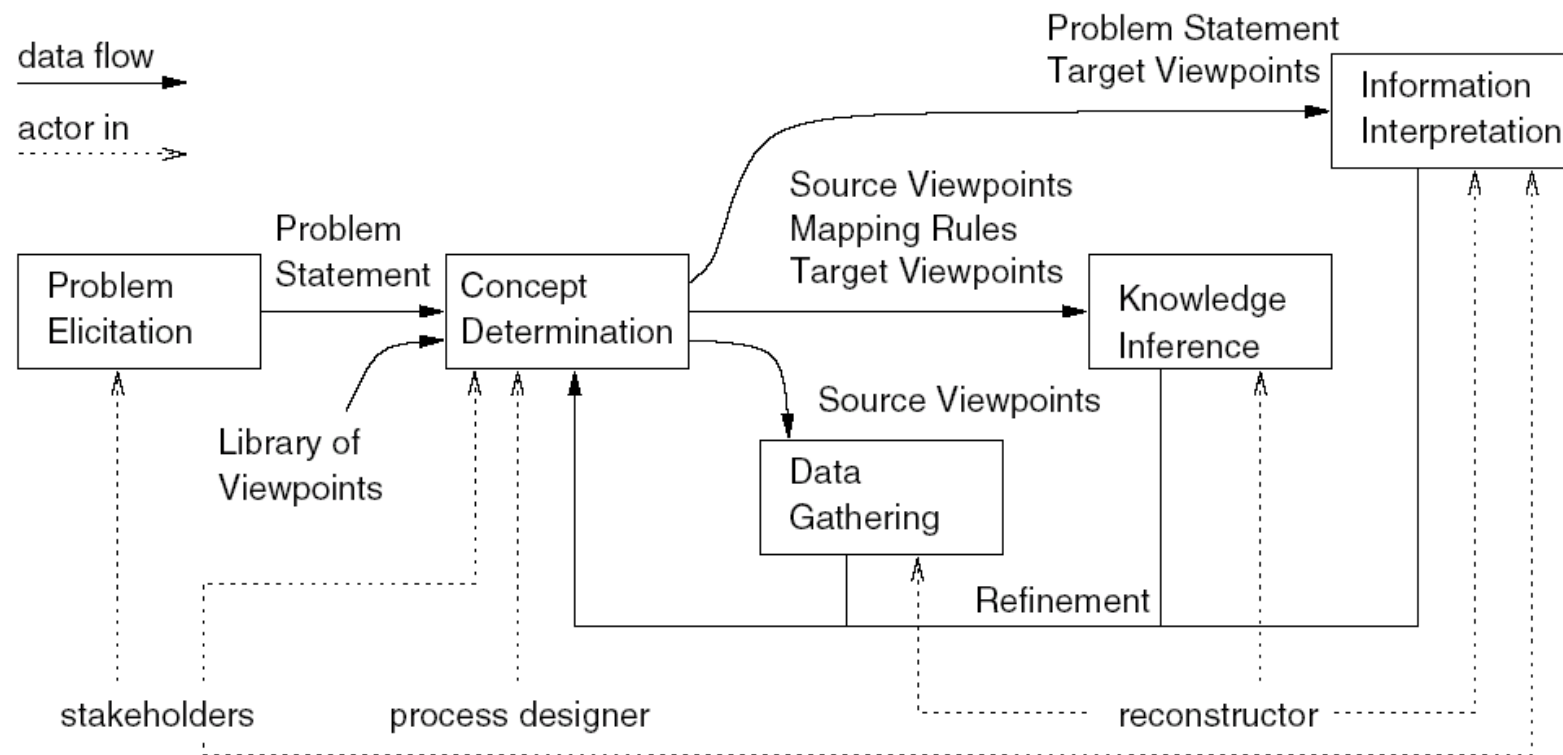 data flow
actor in
Problem Statement
Target Viewpoints
Information
Interpretation
Source Viewpoints
Mapping Rules
Target Viewpoints
Problem
Statement
Problem
Elicitation
Concept
Determination
Knowledge
Inference
Source Viewpoints
Library of
Viewpoints
Data
Gathering
Refinement
stakeholders
process designer
reconstructor